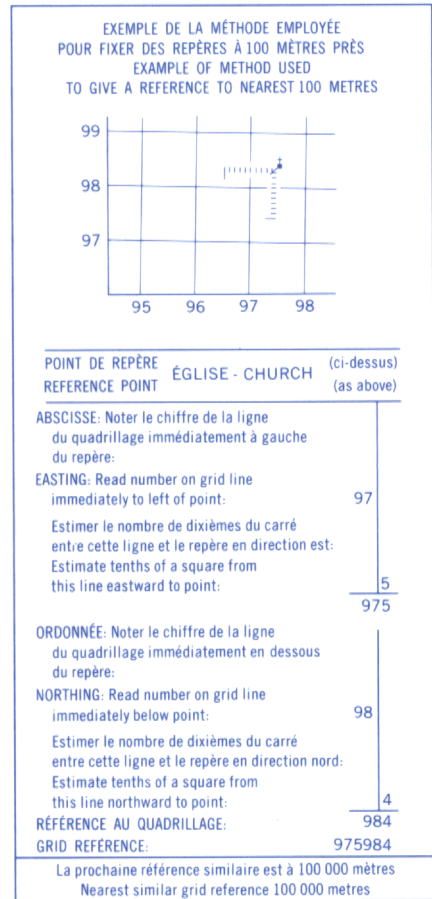 EXEMPLE DE LA MÉTHODE EMPLOYÉE
POUR FIXER DES REPÈRES À 100 MÈTRES PRÈS
EXAMPLE OF METHOD USED
TO GIVE A REFERENCE TO NEAREST 100 METRES
99
98
97
95 96 97 98
POINT DE REPÈRE
REFERENCE POINT
ÉGLISE - CHURCH
(ci-dessus)
(as above)
ABSCISSE: Noter le chiffre de la ligne
du quadrillage immédiatement à gauche
du repère:
EASTING: Read number on grid line
immediately to left of point: 97
Estimer le nombre de dixièmes du carré
entre cette ligne et le repère en direction est:
Estimate tenths of a square from
this line eastward to point: 5
975
ORDONNÉE: Noter le chiffre de la ligne
du quadrillage immédiatement en dessous
du repère:
NORTHING: Read number on grid line
immediately below point: 98
Estimer le nombre de dixièmes du carré
entre cette ligne et le repère en direction nord:
Estimate tenths of a square from
this line northward to point: 4
RÉFÉRENCE AU QUADRILLAGE: 984
GRID REFERENCE: 975984
La prochaine référence similaire est à 100 000 mètres
Nearest similar grid reference 100 000 metres